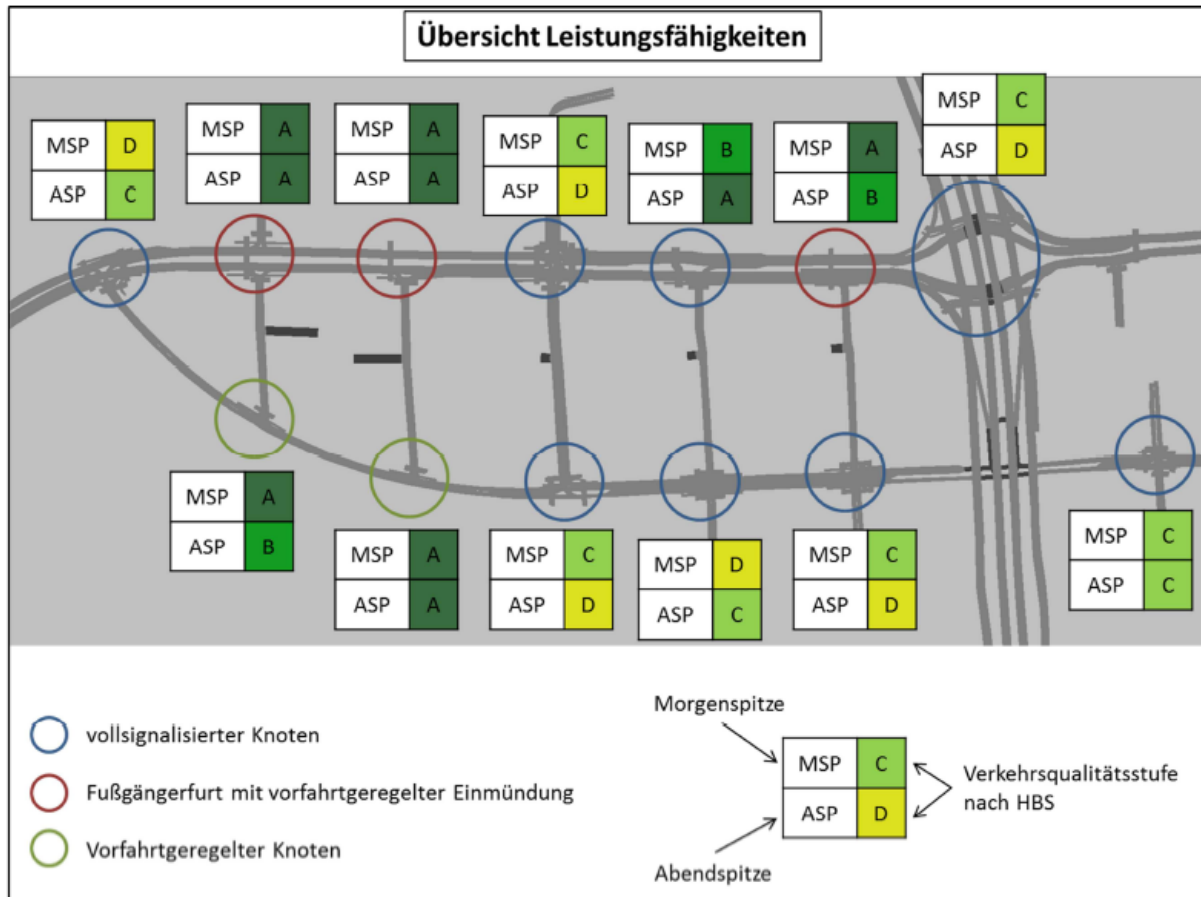 Übersicht Leistungsfähigkeiten
MSP D
ASP C
MSP A
ASP A
MSP A
ASP A
MSP C
ASP D
MSP B
ASP A
MSP A
ASP B
MSP C
ASP D
MSP A
ASP B
MSP A
ASP A
MSP C
ASP D
MSP D
ASP C
MSP C
ASP D
MSP C
ASP C
vollsignalisierter Knoten
Fußgängerfurt mit vorfahrtgeregelter Einmündung
Vorfahrtgeregelter Knoten
Morgenspitze
MSP C
ASP D
Verkehrsqualitätsstufe
nach HBS
Abendspitze